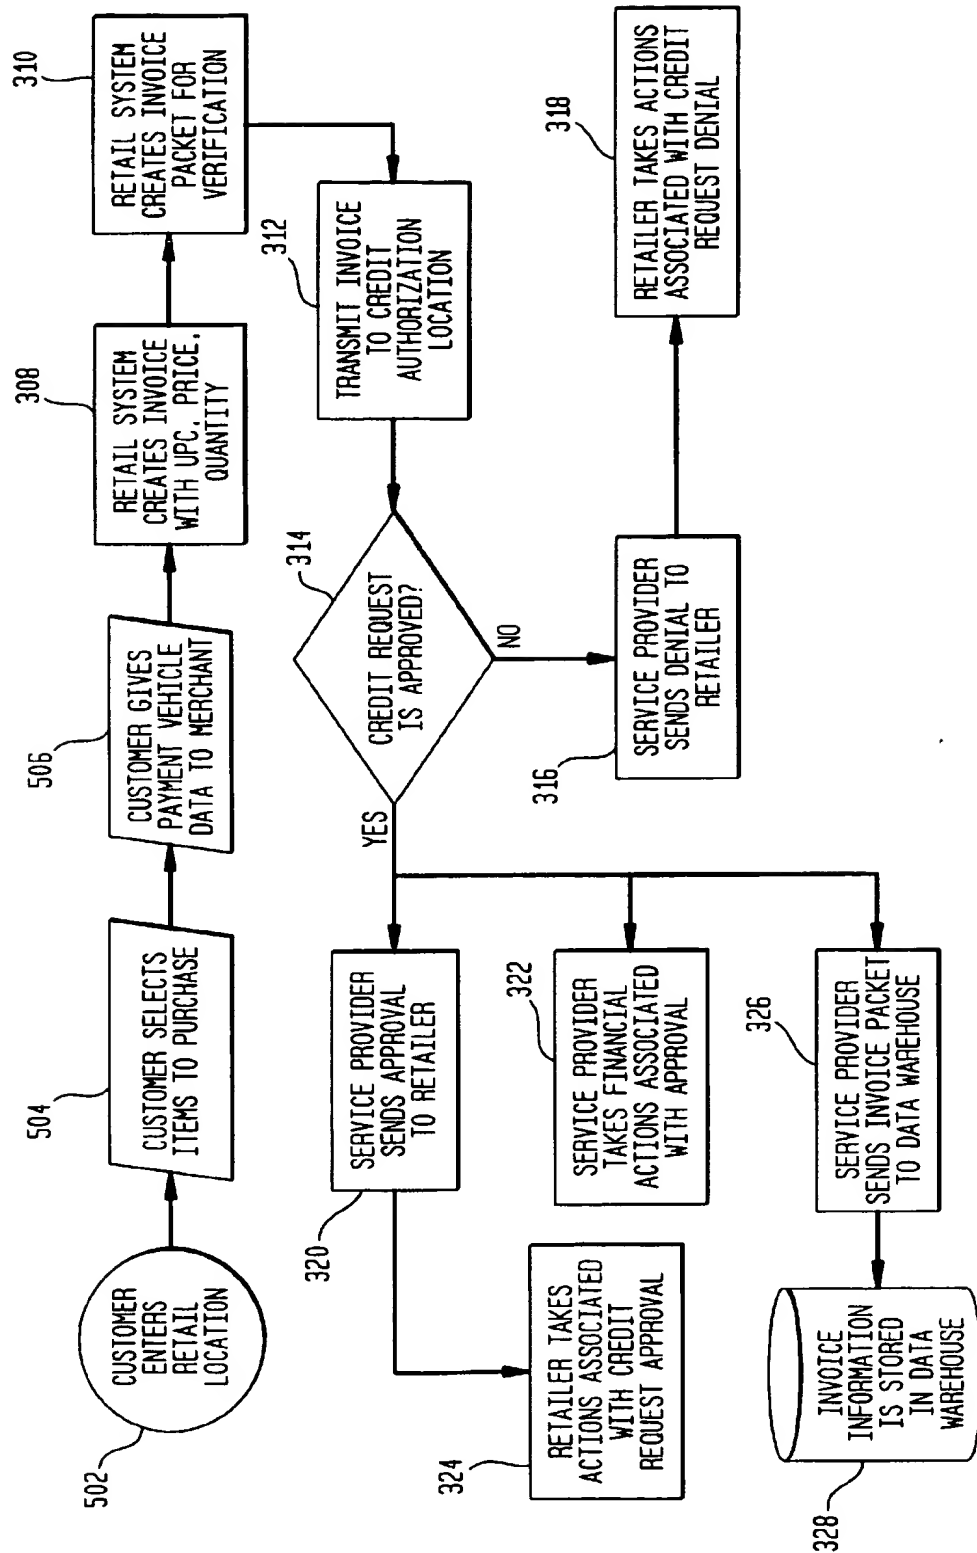 502
CUSTOMER
ENTERS
RETAIL
LOCATION
504
CUSTOMER SELECTS
ITEMS TO PURCHASE
506
CUSTOMER GIVES
PAYMENT VEHICLE
DATA TO MERCHANT
308
RETAIL SYSTEM
CREATES INVOICE
WITH UPC, PRICE,
QUANTITY
310
RETAIL SYSTEM
CREATES INVOICE
PACKET FOR
VERIFICATION
312
TRANSMIT INVOICE
TO CREDIT
AUTHORIZATION
LOCATION
314
CREDIT REQUEST
IS APPROVED?
YES
NO
316
SERVICE PROVIDER
SENDS DENIAL TO
RETAILER
318
RETAILER TAKES ACTIONS
ASSOCIATED WITH CREDIT
REQUEST DENIAL
320
SERVICE PROVIDER
SENDS APPROVAL
TO RETAILER
322
SERVICE PROVIDER
TAKES FINANCIAL
ACTIONS ASSOCIATED
WITH APPROVAL
324
RETAILER TAKES
ACTIONS ASSOCIATED
WITH CREDIT
REQUEST APPROVAL
326
SERVICE PROVIDER
SENDS INVOICE PACKET
TO DATA WAREHOUSE
328
INVOICE
INFORMATION
IS STORED
IN DATA
WAREHOUSE